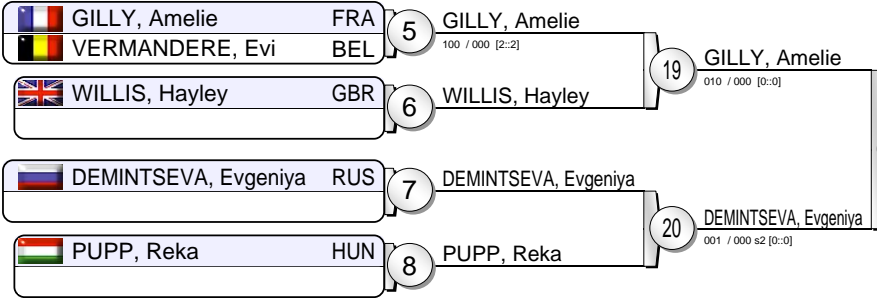 GILLY, Amelie FRA
VERMANDERE, Evi BEL
5
GILLY, Amelie
100 / 000 [2::2]
WILLIS, Hayley GBR
6
WILLIS, Hayley
19
GILLY, Amelie
010 / 000 [0::0]
DEMINTSEVA, Evgeniya RUS
7
DEMINTSEVA, Evgeniya
PUPP, Reka HUN
8
PUPP, Reka
20
DEMINTSEVA, Evgeniya
001 / 000 s2 [0::0]